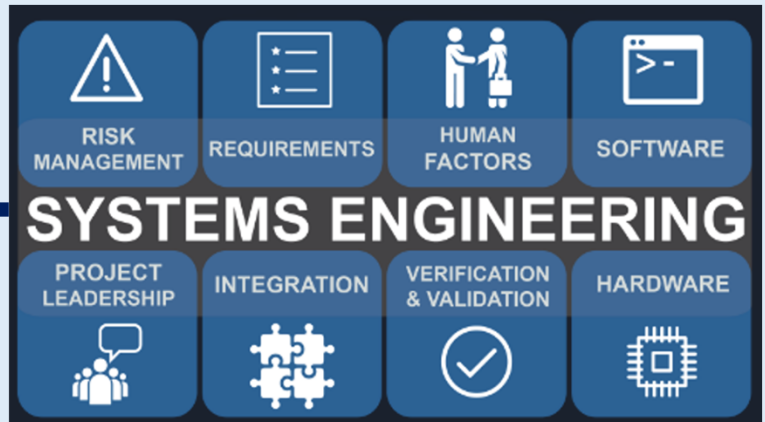 RISK
MANAGEMENT
REQUIREMENTS
HUMAN
FACTORS
SOFTWARE
>-
SYSTEMS ENGINEERING
PROJECT
LEADERSHIP
INTEGRATION
VERIFICATION
& VALIDATION
HARDWARE